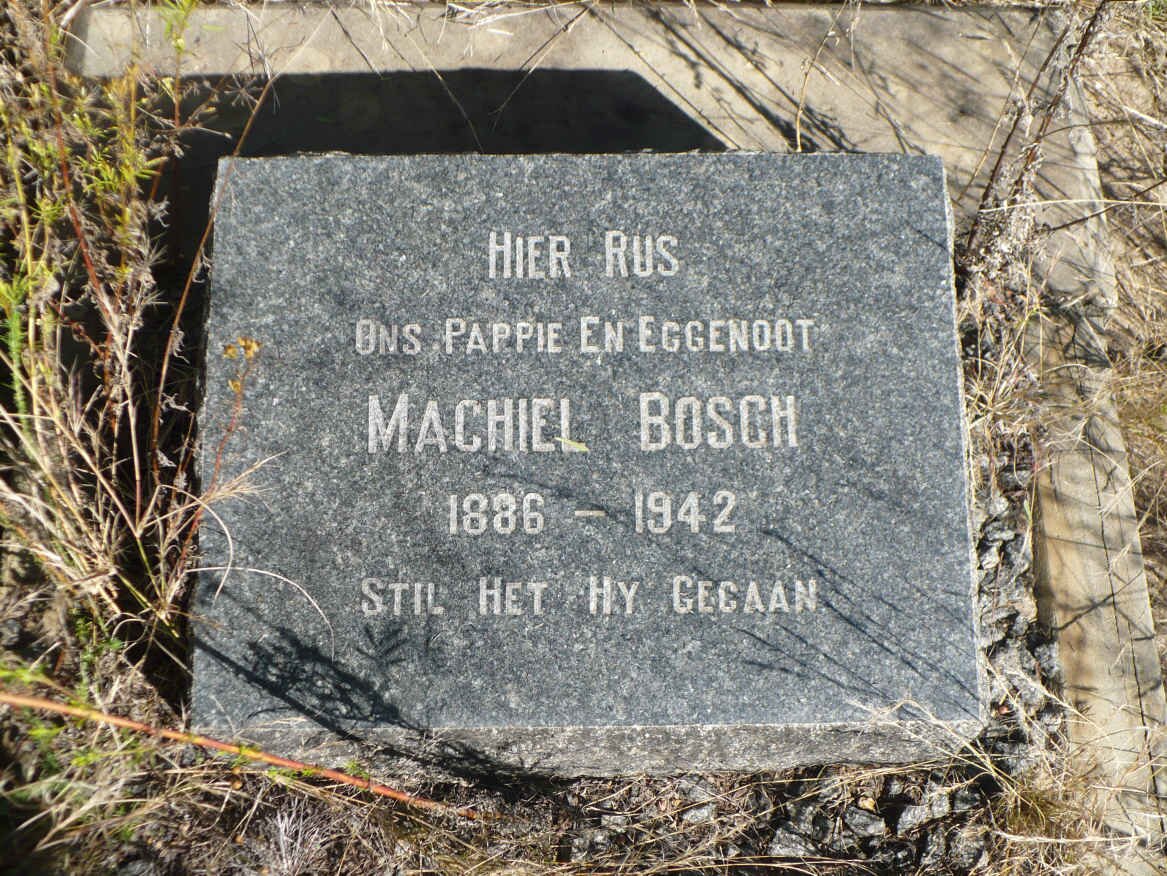 Hier Rus
Ons Pappie En Eggenoot
Machiel Bosch
1886 - 1942
Stil Het Hy Gegaan